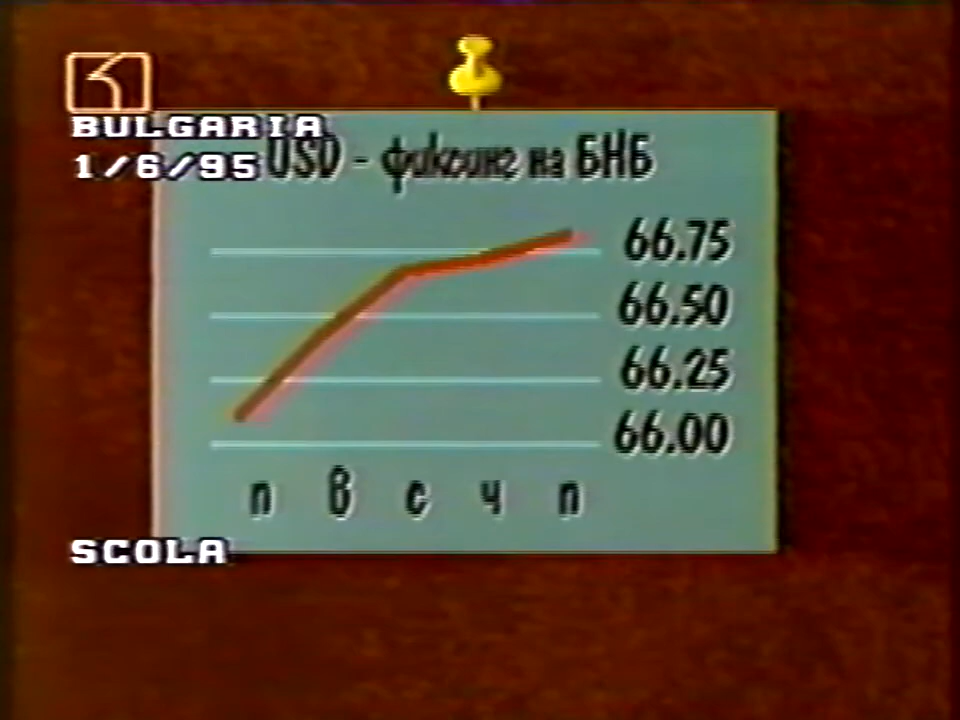 BULGARIA
1/6/95
USD - фиксинг на БНБ
66.75
66.50
66.25
66.00
п в с ч п
SCOLA